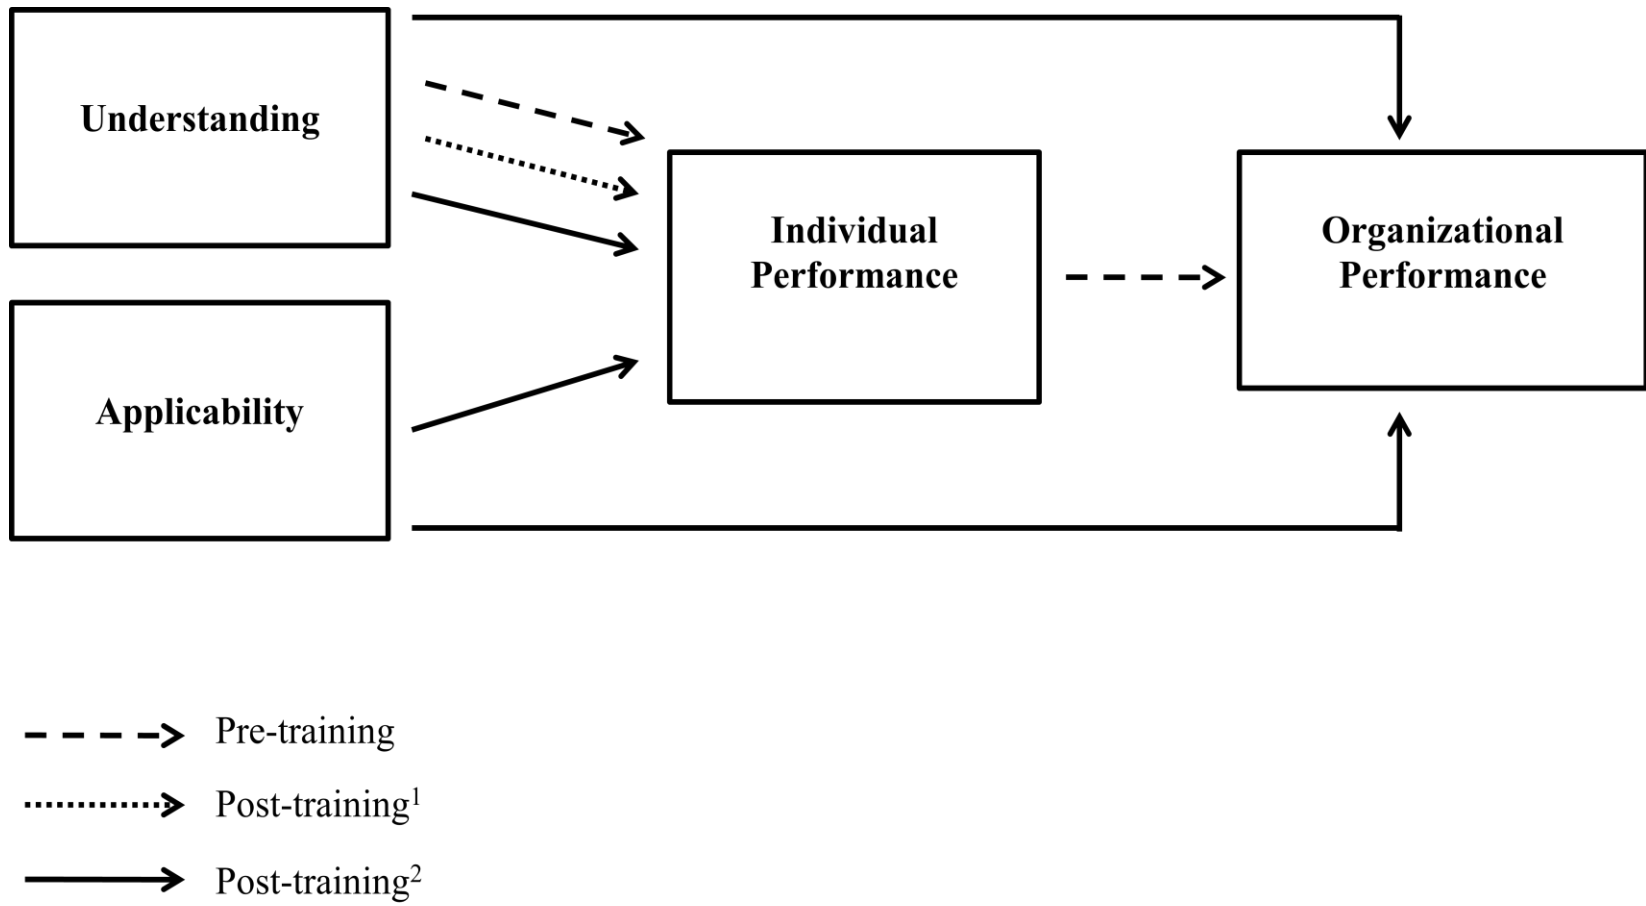 Understanding
Individual
Performance
Organizational
Performance
Applicability
Pre-training
Post-training¹
Post-training²